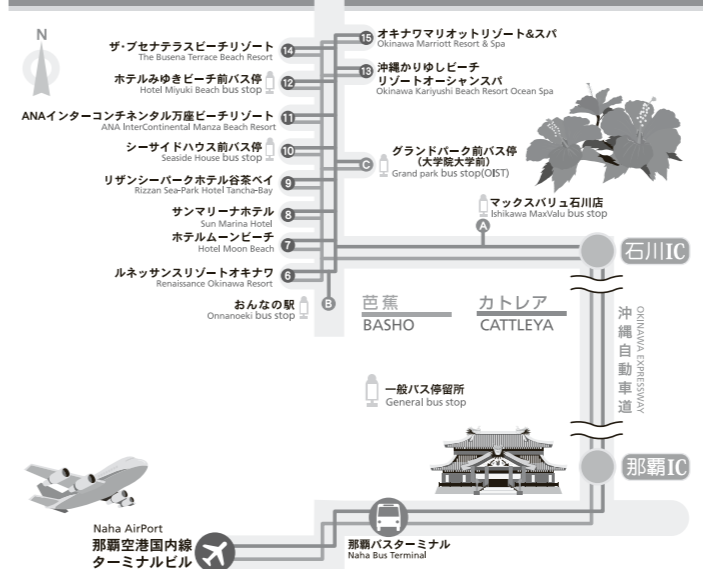 N
ザ・ブセナテラスビーチリゾート 14
The Busena Terrace Beach Resort
15 オキナワマリオットリゾート&スパ
Okinawa Marriott Resort & Spa
ホテルみゆきビーチ前バス停 12
Hotel Miyuki Beach bus stop
13 沖縄かりゆしビーチ
リゾートオーシャンスパ
Okinawa Kariyushi Beach Resort Ocean Spa
ANAインターコンチネンタル万座ビーチリゾート 11
ANA InterContinental Manza Beach Resort
シーサイドハウス前バス停 10
Seaside House bus stop
C グランドパーク前バス停
(大学院大学前)
Grand park bus stop(OIST)
リザンシーパークホテル谷茶ベイ 9
Rizzan Sea-Park Hotel Tancha-Bay
サンマリーナホテル 8
Sun Marina Hotel
マックスバリュ石川店
Ishikawa MaxValu bus stop
A
ホテルムーンビーチ 7
Hotel Moon Beach
石川IC
ルネッサンスリゾートオキナワ 6
Renaissance Okinawa Resort
おんなの駅 B
Onnanoeki bus stop
芭蕉
BASHO
カトレア
CATTLEYA
沖縄自動車道
OKINAWA EXPRESSWAY
一般バス停留所
General bus stop
那覇IC
Naha AirPort
那覇空港国内線
ターミナルビル
那覇バスターミナル
Naha Bus Terminal